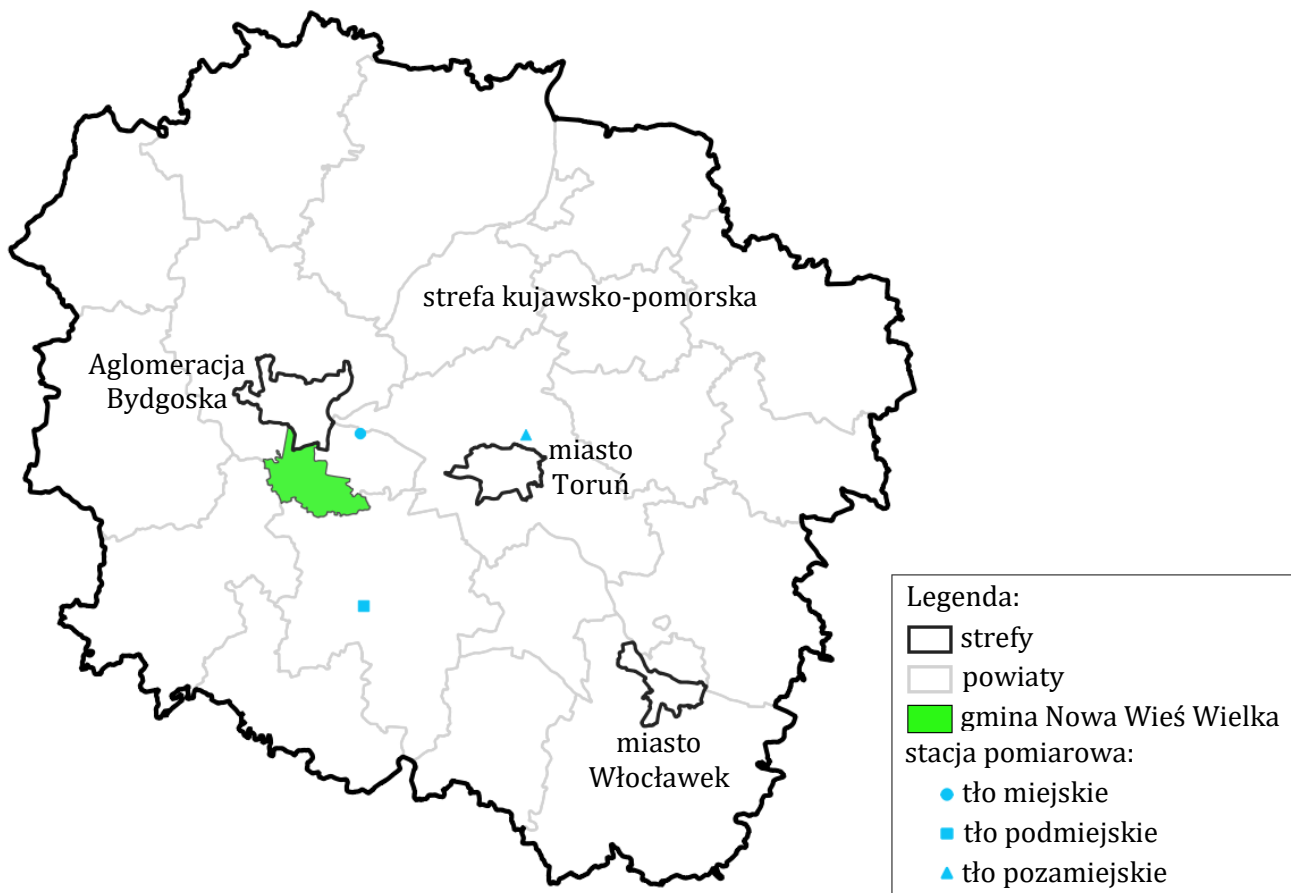 strefa kujawsko-pomorska
Aglomeracja
Bydgoska
miasto
Toruń
miasto
Włocławek
Legenda:
strefy
powiaty
gmina Nowa Wieś Wielka
stacja pomiarowa:
tło miejskie
tło podmiejskie
tło pozamiejskie